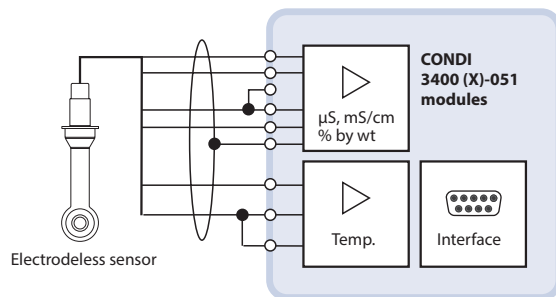 CONDI
3400 (X)-051
modules
µS, mS/cm
% by wt
Temp.
Interface
Electrodeless sensor